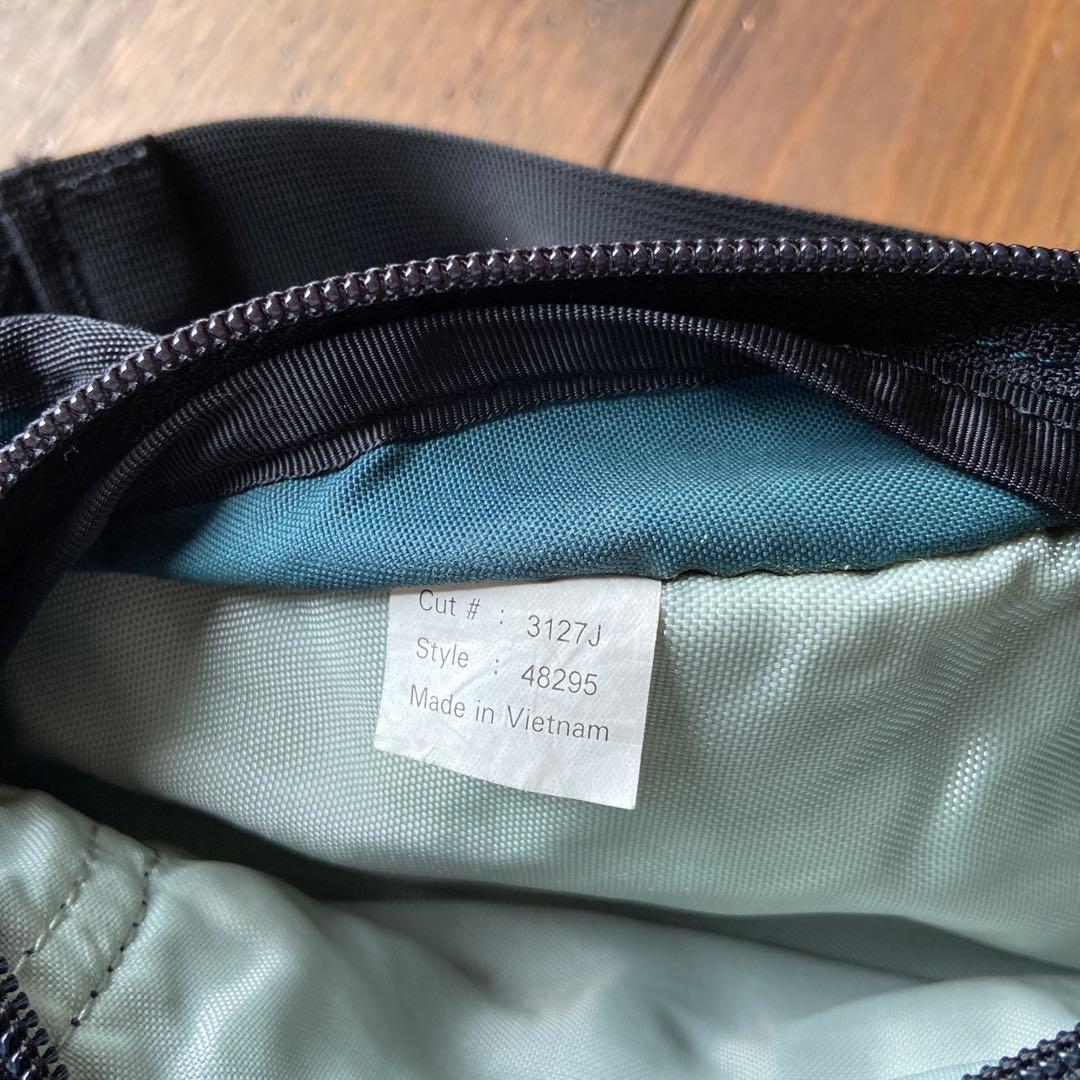 Cut # : 3127J
Style : 48295
Made in Vietnam